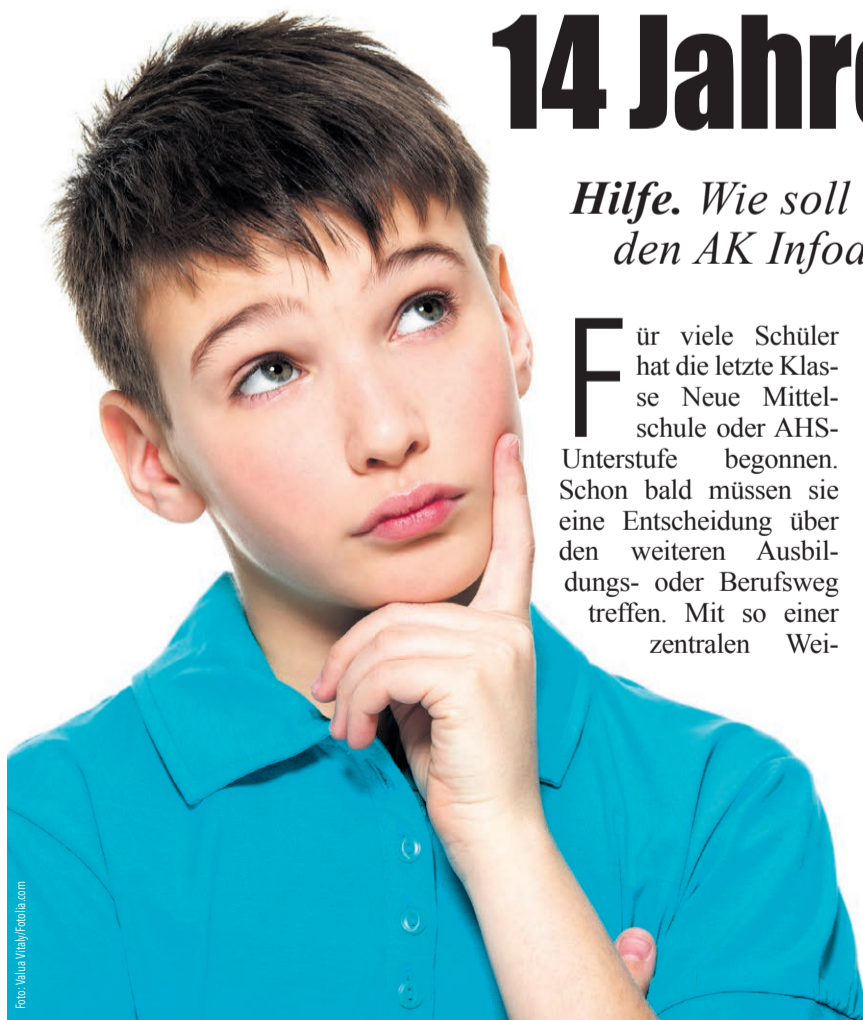 14 Jahre
Hilfe. Wie soll
den AK Infoa
Für viele Schüler
hat die letzte Klas-
se Neue Mittel-
schule oder AHS-
Unterstufe begonnen.
Schon bald müssen sie
eine Entscheidung über
den weiteren Ausbil-
dungs- oder Berufsweg
treffen. Mit so einer
zentralen Wei-
Foto: Valua Vitaly/Fotolia.com